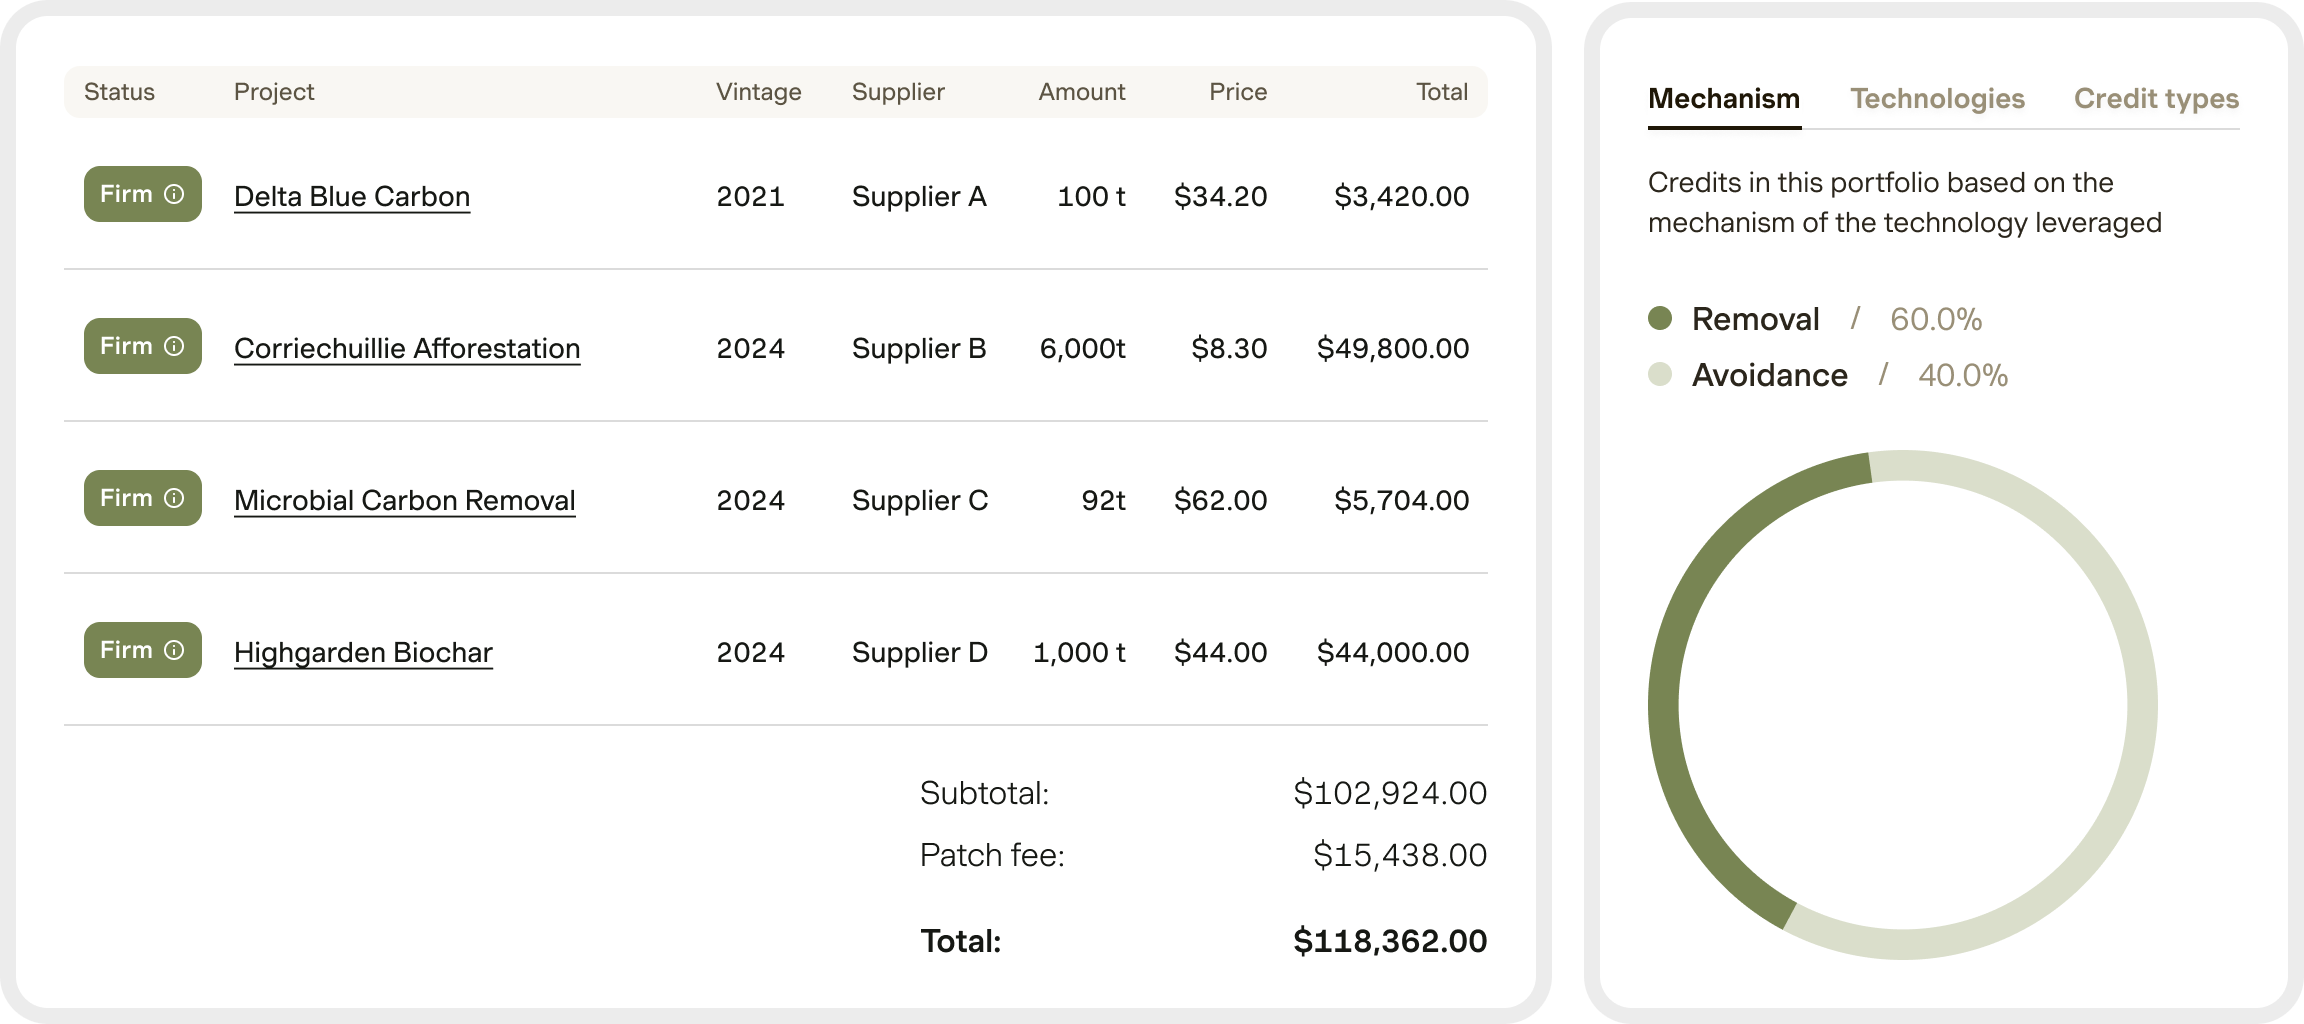 Status Project Vintage Supplier Amount Price Total
Firm Delta Blue Carbon 2021 Supplier A 100 t $34.20 $3,420.00
Firm Corriechuillie Afforestation 2024 Supplier B 6,000t $8.30 $49,800.00
Firm Microbial Carbon Removal 2024 Supplier C 92t $62.00 $5,704.00
Firm Highgarden Biochar 2024 Supplier D 1,000 t $44.00 $44,000.00
Subtotal: $102,924.00
Patch fee: $15,438.00
Total: $118,362.00
Mechanism Technologies Credit types
Credits in this portfolio based on the
mechanism of the technology leveraged
Removal / 60.0%
Avoidance / 40.0%